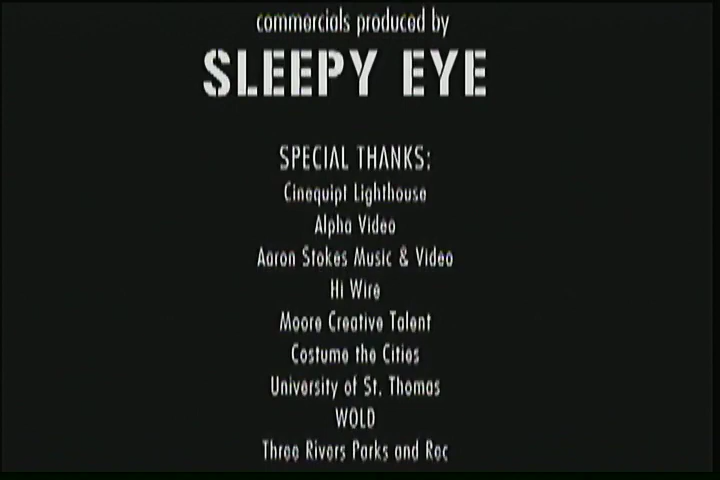 commercials produced by
SLEEPY EYE
SPECIAL THANKS:
Cinequipt Lighthouse
Alpha Video
Aaron Stokes Music & Video
Hi Wire
Moore Creative Talent
Costume the Cities
University of St. Thomas
WOLD
Three Rivers Parks and Rec